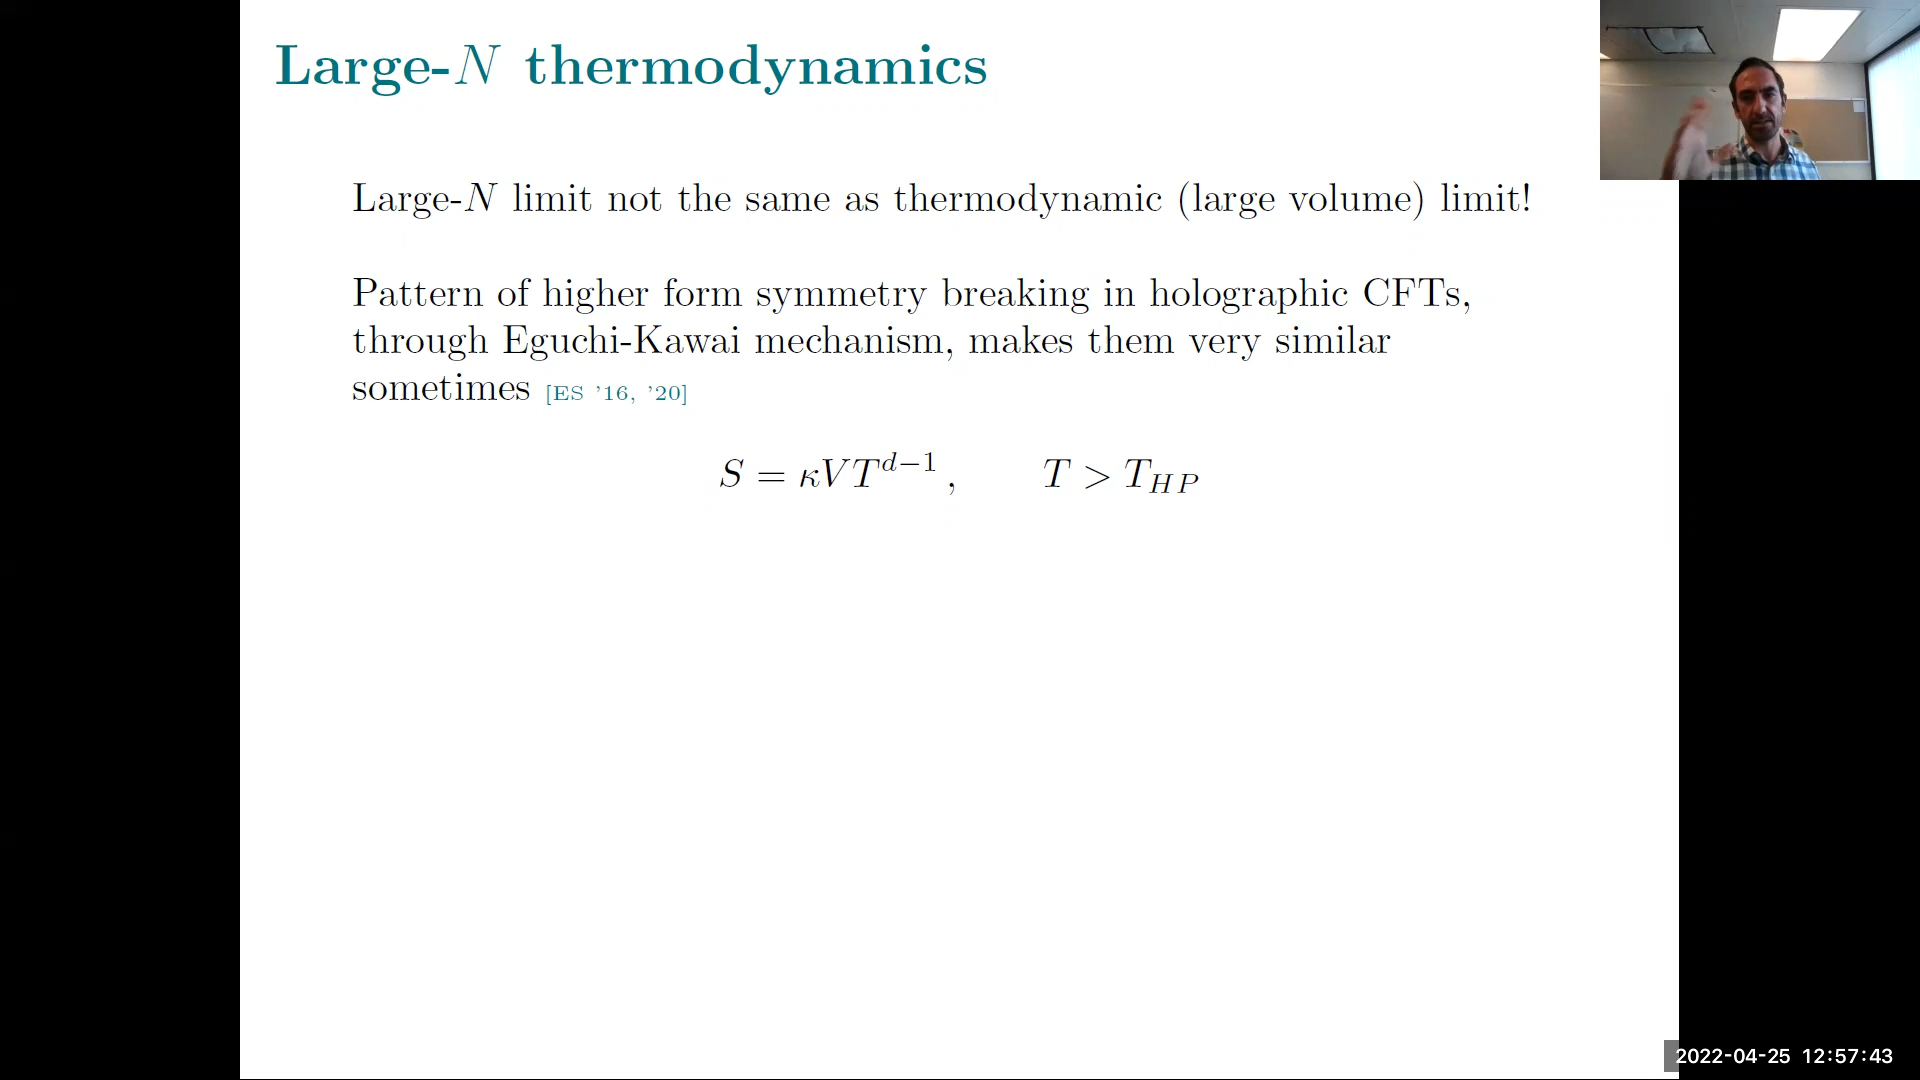 Large-N thermodynamics
Large-N limit not the same as thermodynamic (large volume) limit!
Pattern of higher form symmetry breaking in holographic CFTs,
through Eguchi-Kawai mechanism, makes them very similar
sometimes [ES '16, '20]
S = κVT^{d−1} , T > T_{HP}
2022-04-25 12:57:43